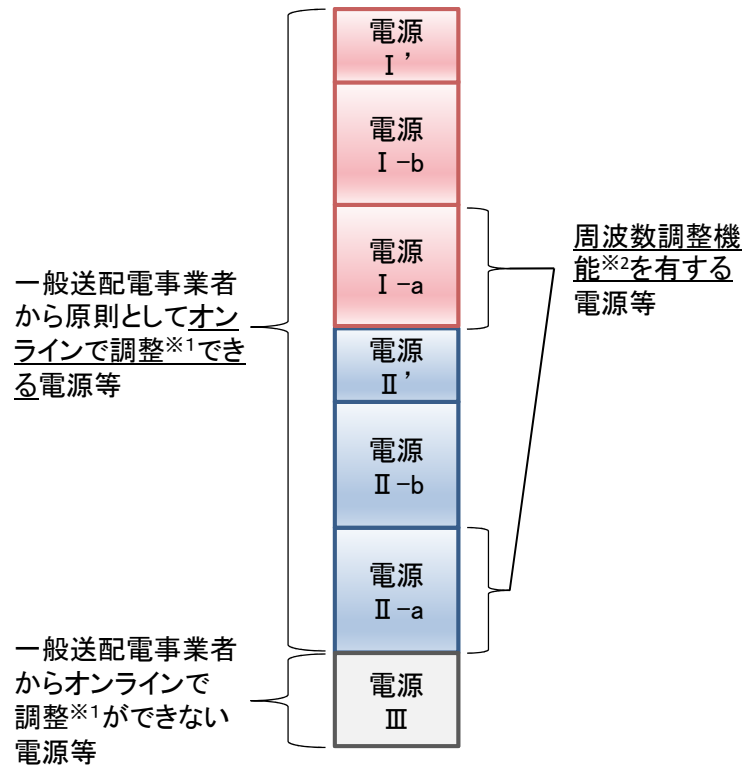 電源
Ⅰ’
電源
Ⅰ-b
電源
Ⅰ-a
電源
Ⅱ’
電源
Ⅱ-b
電源
Ⅱ-a
電源
Ⅲ
一般送配電事業者
から原則としてオン
ラインで調整※1でき
る電源等
一般送配電事業者
からオンラインで
調整※1ができない
電源等
周波数調整機
能※2を有する
電源等